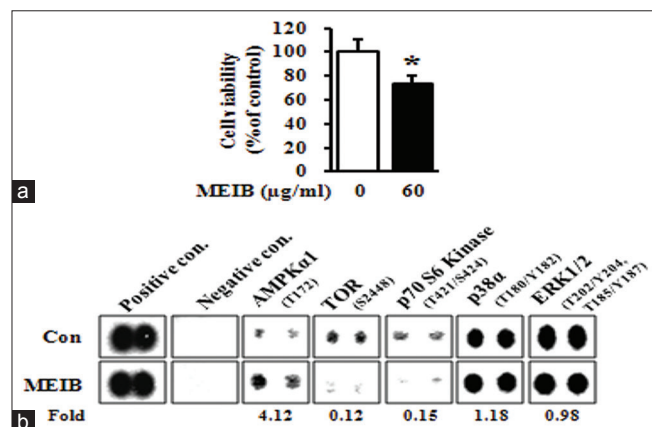 120
100
80
60
40
20
0
Cell viability
(% of control)
*
MEIB (µg/ml) 0 60
a
Positive con.
Negative con.
AMPKα1
(T172)
TOR
(S2448)
p70 S6 Kinase
(T421/S424)
p38α
(T180/Y182)
ERK1/2
(T202/Y204,
T185/Y187)
Con
MEIB
Fold 4.12 0.12 0.15 1.18 0.98
b